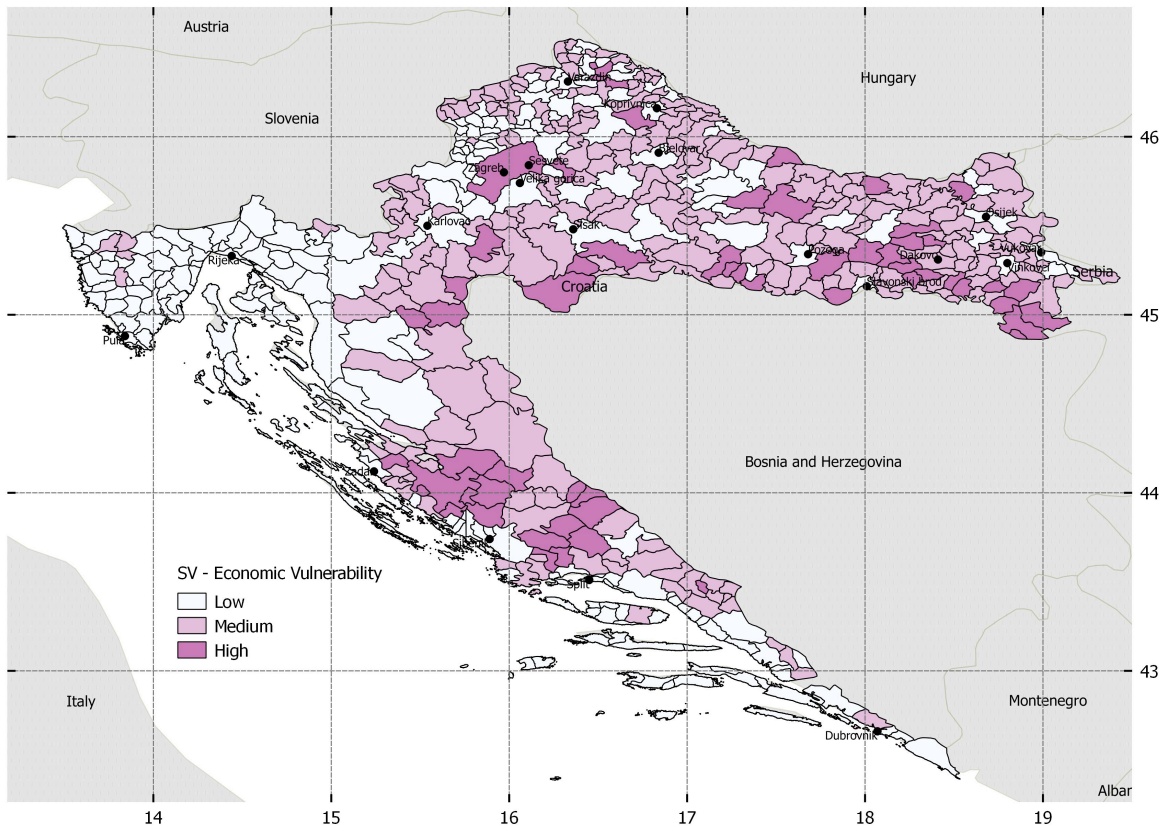 Austria
Hungary
Slovenia
Varaždin
Koprivnica
46
Bjelovar
Sesvete
Zagreb
Velika gorica
Karlovac
Sisak
Osijek
Rijeka
Požega
Đakovo
Vukovar
Vinkovci
Serbia
Slavonski Brod
Croatia
45
Pula
Bosnia and Herzegovina
Zadar
44
Šibenik
SV - Economic Vulnerability
Split
Low
Medium
High
43
Italy
Montenegro
Dubrovnik
Albar
14
15
16
17
18
19